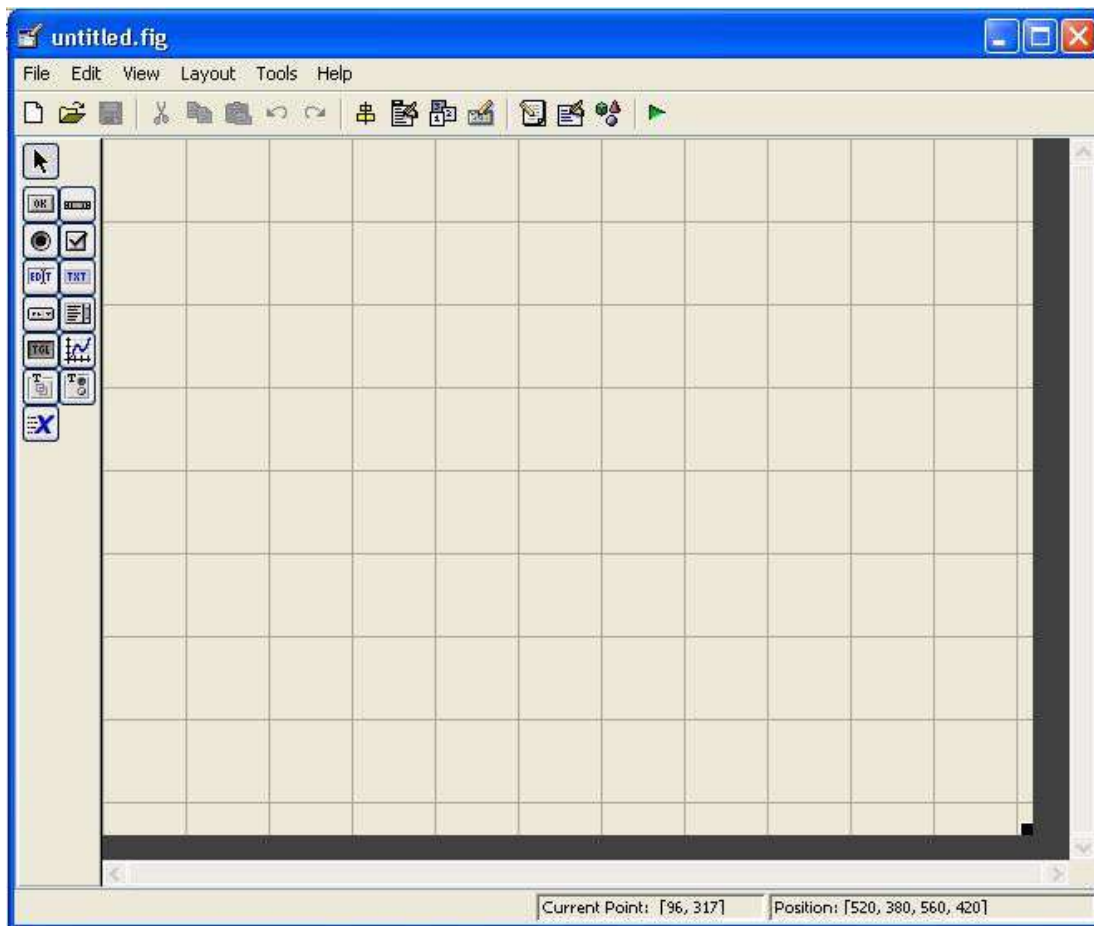 untitled.fig
File Edit View Layout Tools Help
OK
EDIT TXT
TGL
T T
X
Current Point: [96, 317] Position: [520, 380, 560, 420]